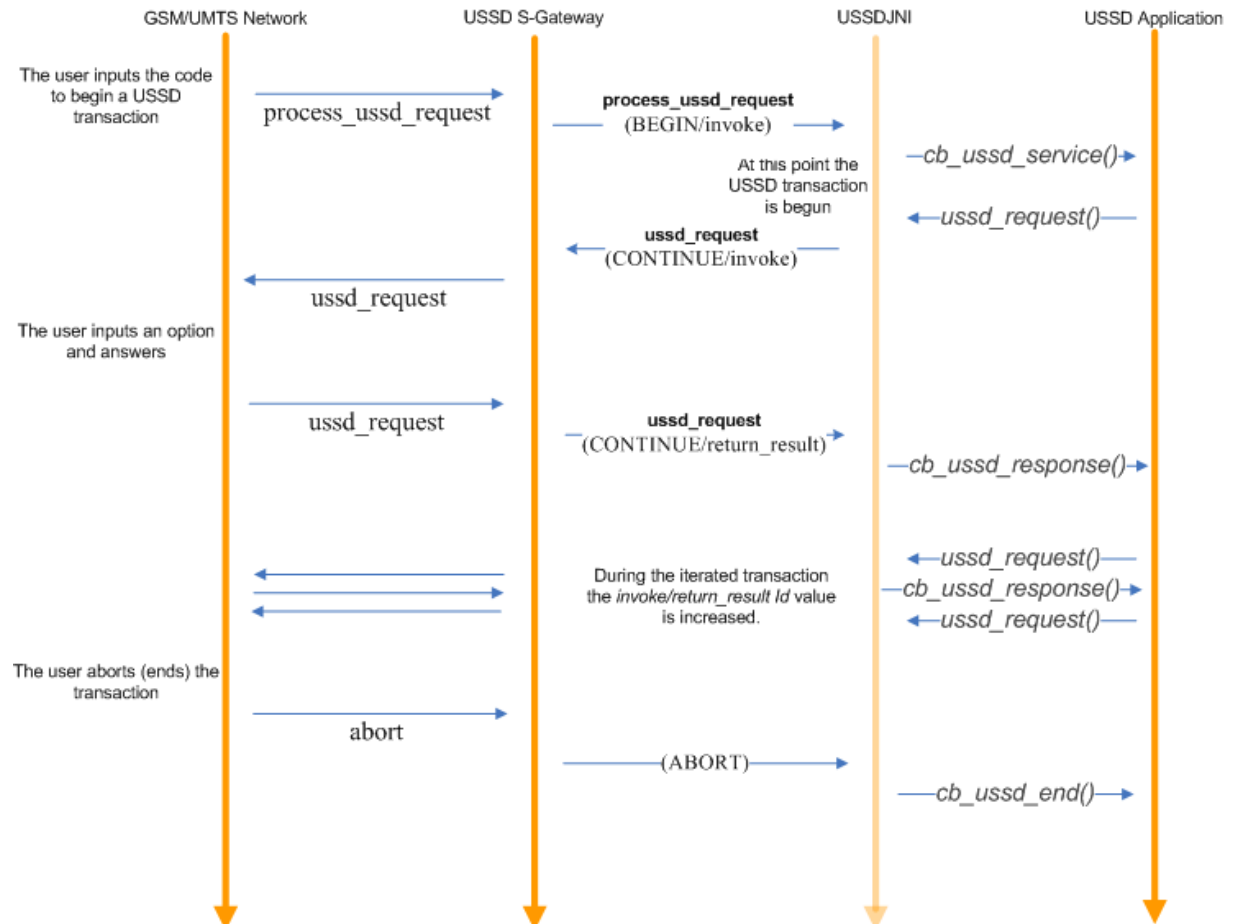 GSM/UMTS Network
USSD S-Gateway
USSDJNI
USSD Application
The user inputs the code
to begin a USSD
transaction
process_ussd_request
process_ussd_request
(BEGIN/invoke)
cb_ussd_service()
At this point the
USSD transaction
is begun
ussd_request()
ussd_request
(CONTINUE/invoke)
ussd_request
The user inputs an option
and answers
ussd_request
ussd_request
(CONTINUE/return_result)
cb_ussd_response()
ussd_request()
During the iterated transaction
the invoke/return_result Id value
is increased.
cb_ussd_response()
ussd_request()
The user aborts (ends) the
transaction
abort
(ABORT)
cb_ussd_end()